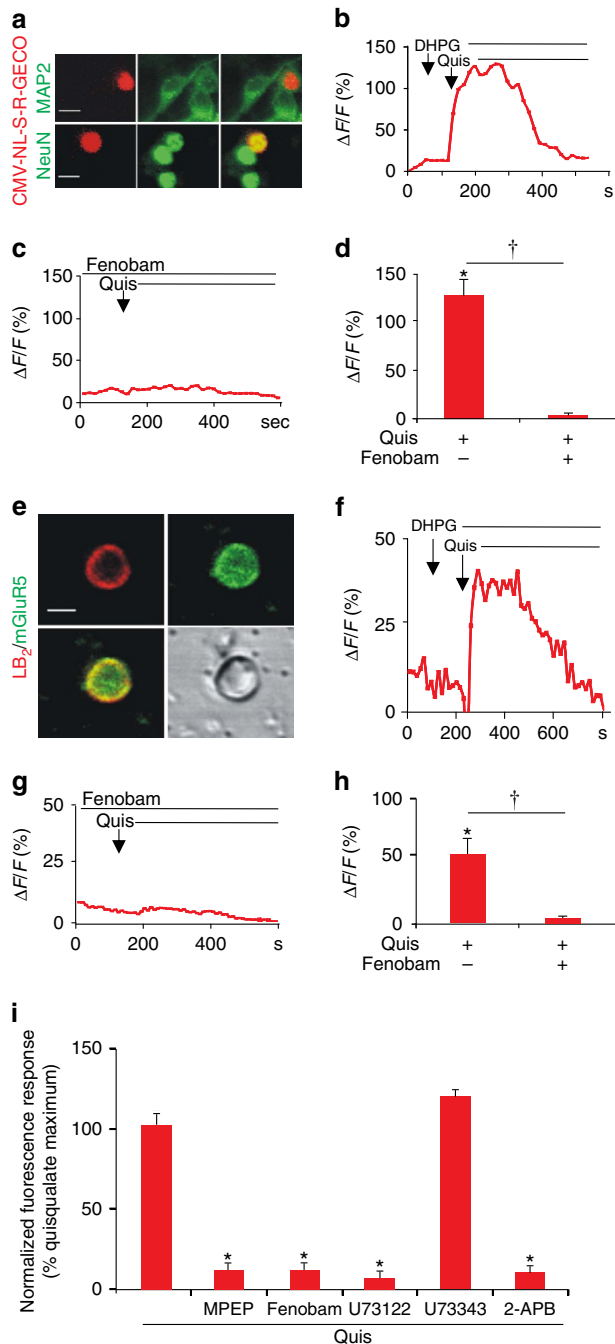 a
CMV-NL-S-R-GECO
NeuN MAP2
b
ΔF/F (%)
150
100
50
0
DHPG
Quis
0 200 400 s
c
ΔF/F (%)
150
100
50
0
Fenobam
Quis
0 200 400 sec
d
ΔF/F (%)
150
100
50
0
*
†
Quis + +
Fenobam − +
e
LB2/mGluR5
f
ΔF/F (%)
50
25
0
DHPG
Quis
0 200 400 600 s
g
ΔF/F (%)
50
25
0
Fenobam
Quis
0 200 400 s
h
ΔF/F (%)
100
50
0
*
†
Quis + +
Fenobam − +
i
Normalized fluorescence response
(% quisqualate maximum)
150
100
50
0
* * * *
MPEP Fenobam U73122 U73343 2-APB
Quis